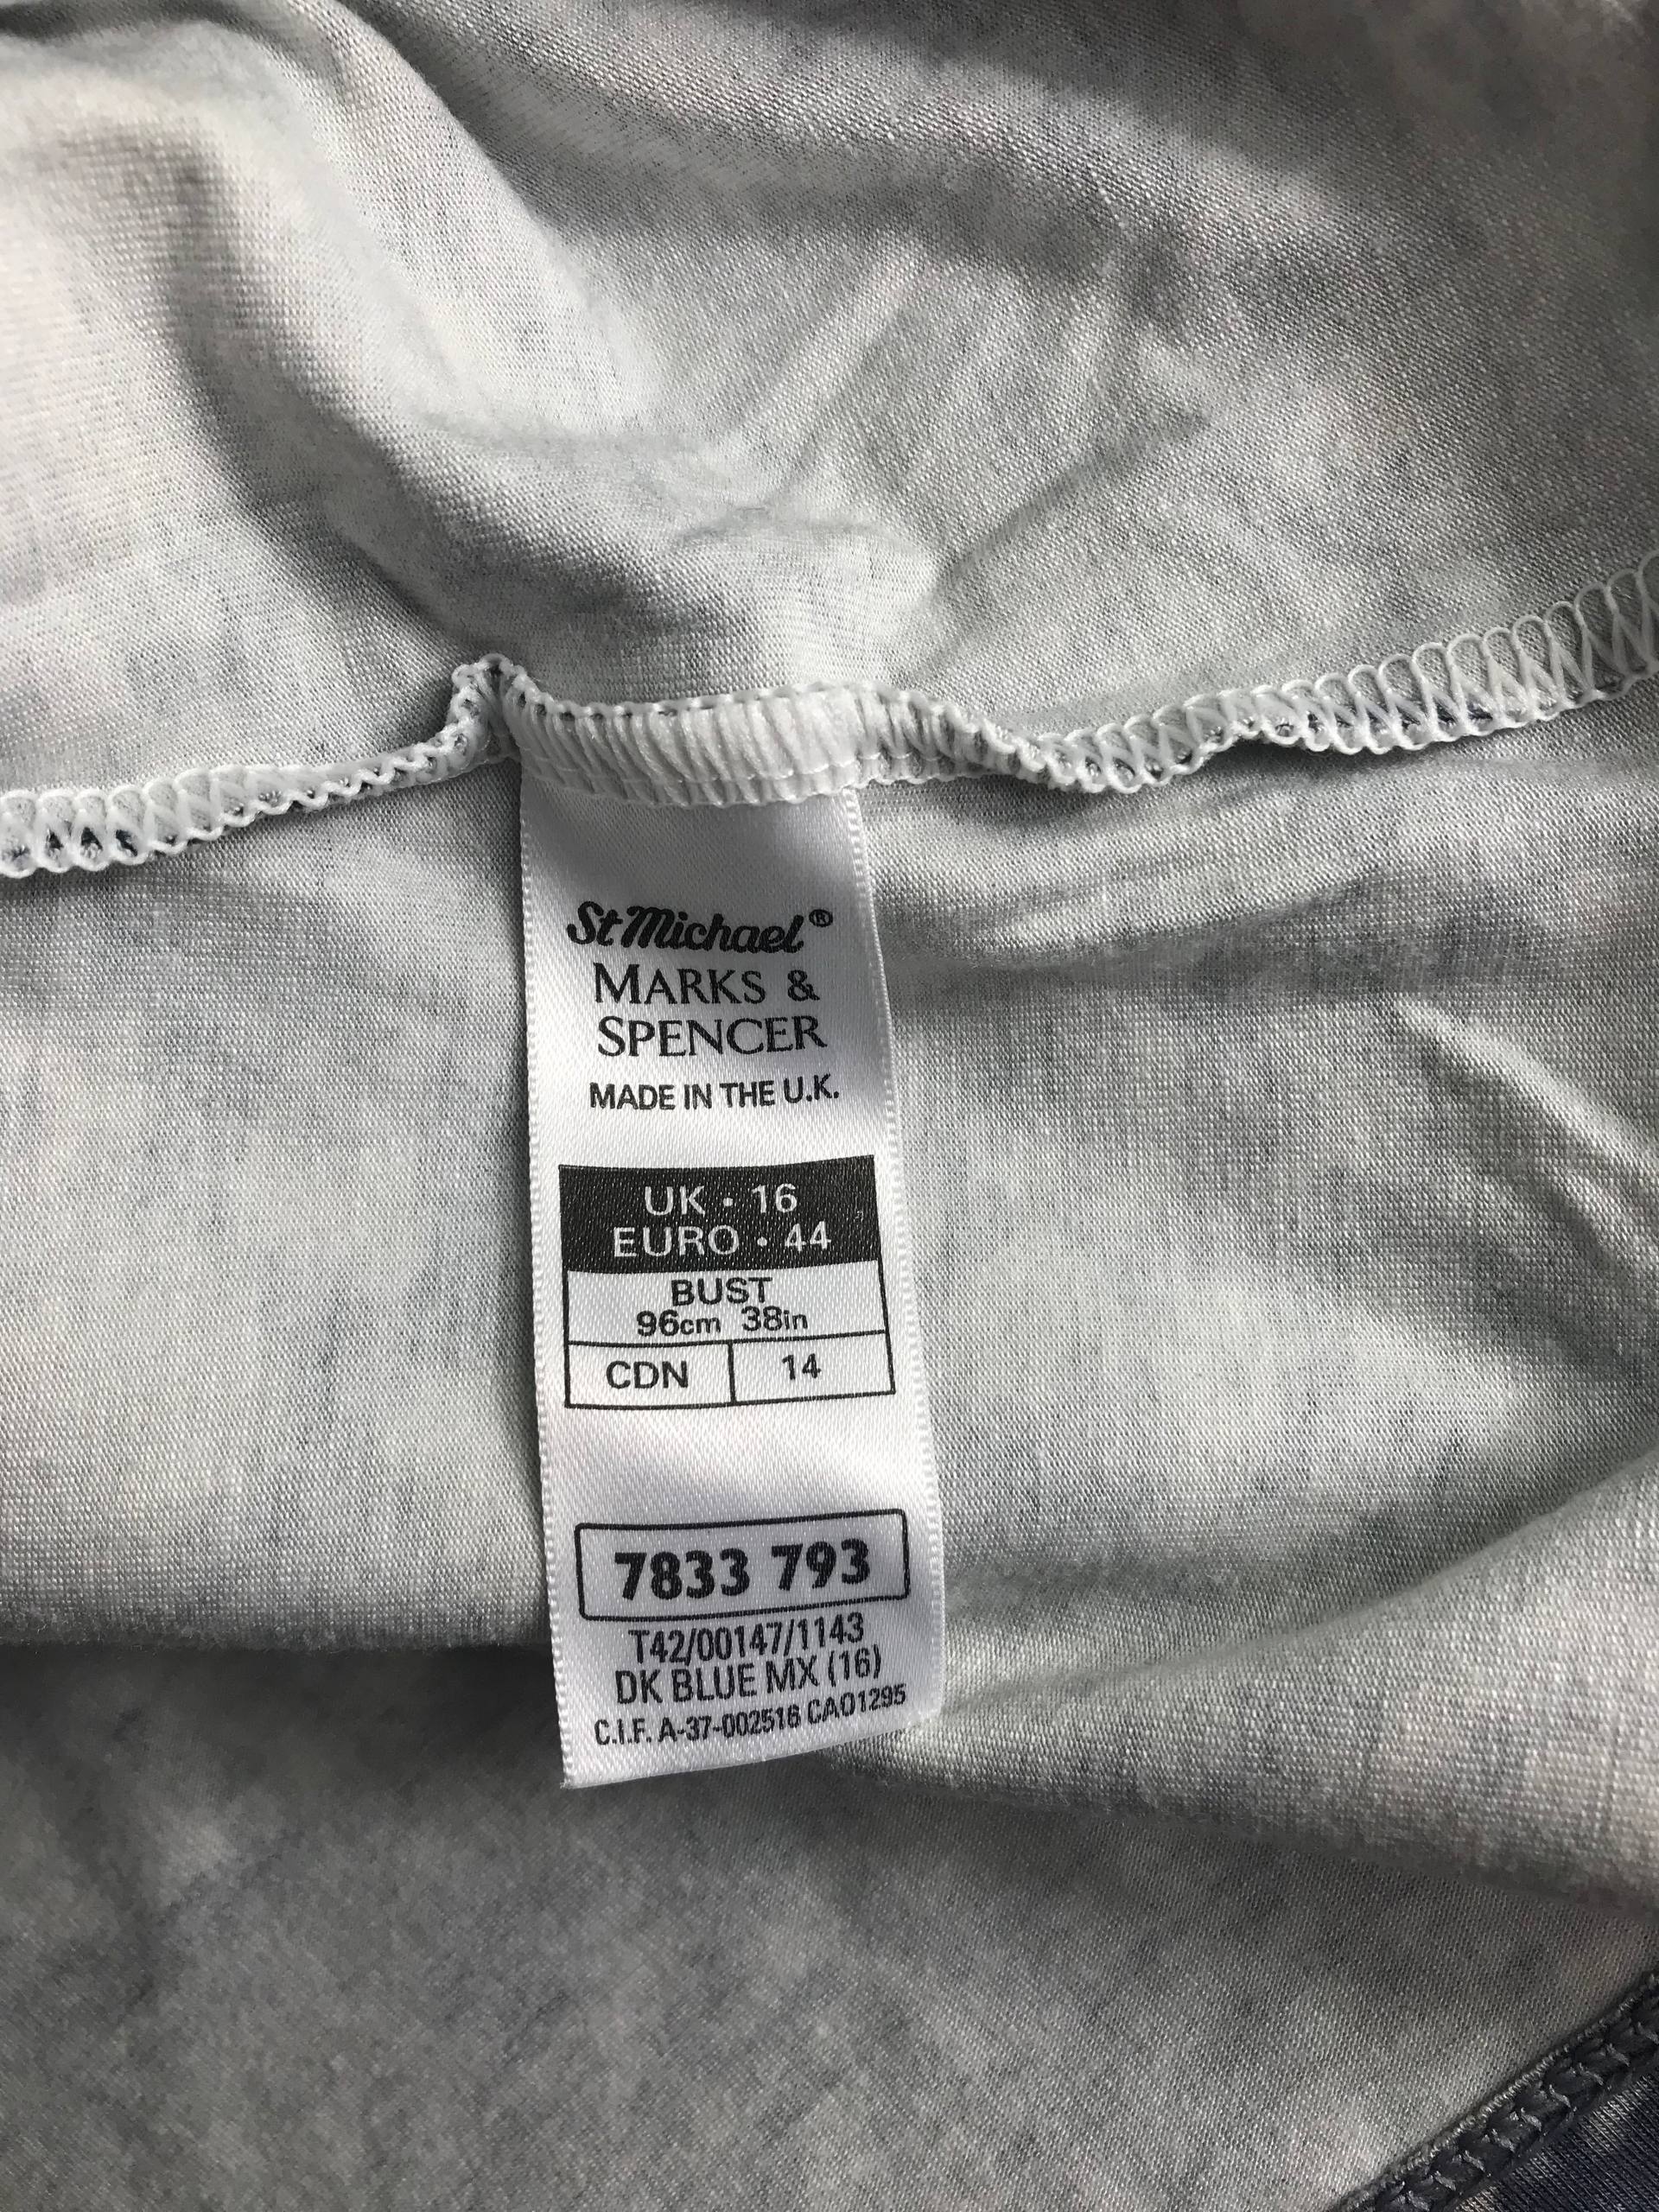 St Michael®
MARKS &
SPENCER
MADE IN THE U.K.
UK • 16
EURO • 44
BUST
96cm 38in
CDN 14
7833 793
T42/00147/1143
DK BLUE MX (16)
C.I.F. A-37-002516 CA01295